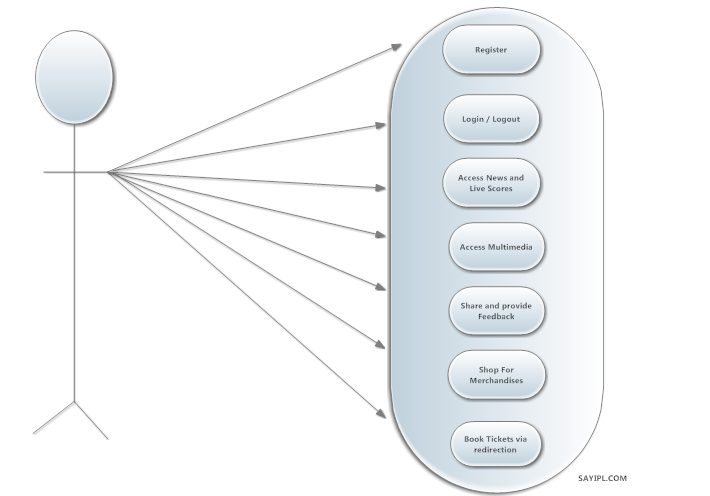 Register
Login / Logout
Access News and
Live Scores
Access Multimedia
Share and provide
Feedback
Shop For
Merchandises
Book Tickets via
redirection
SAYIPL.COM